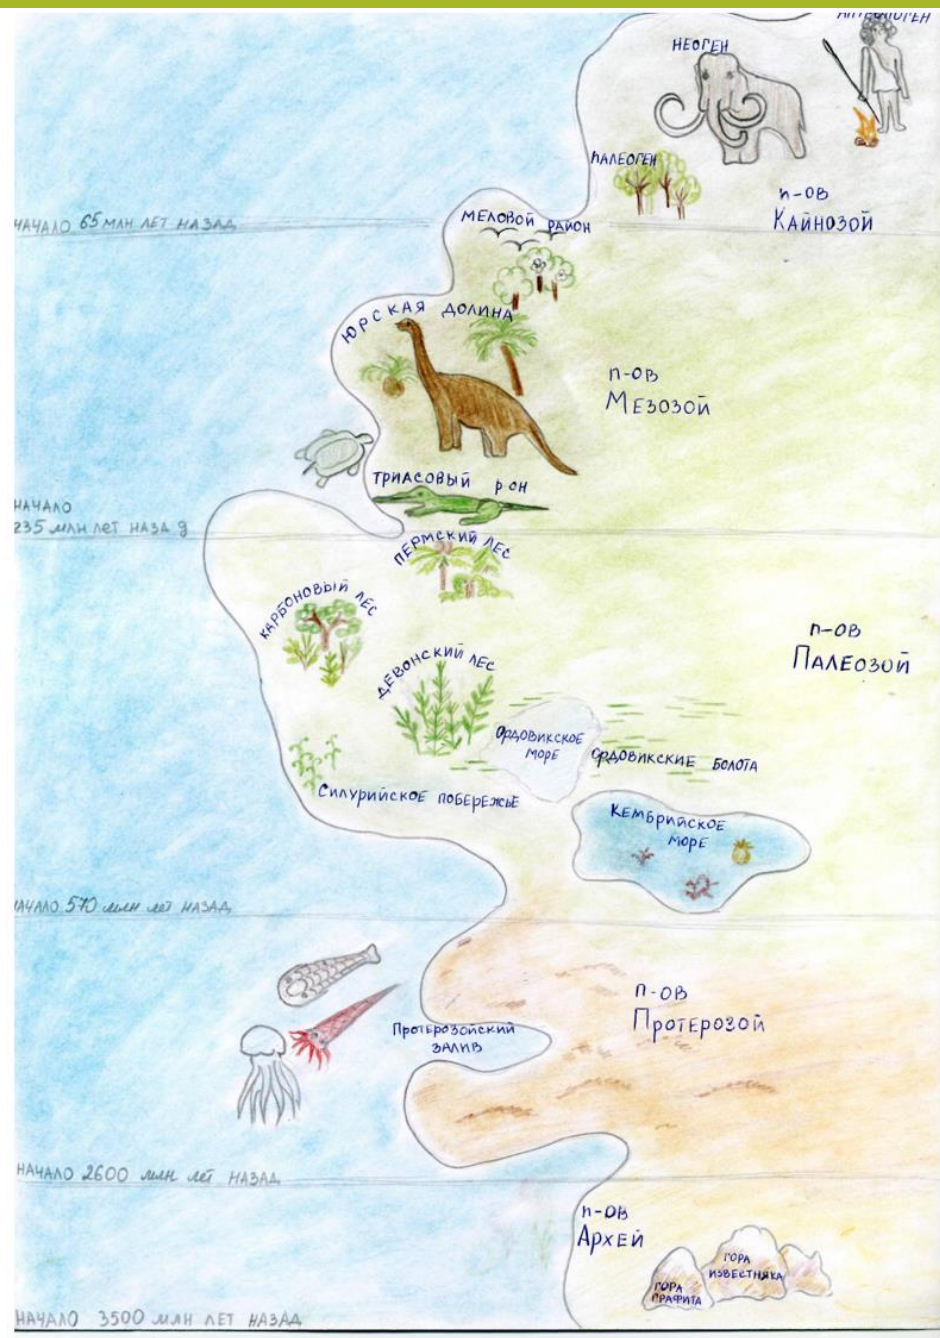 АНТРОПОГЕН
НЕОГЕН
ПАЛЕОГЕН
п-ов
КАЙНОЗОЙ
НАЧАЛО 65 МЛН ЛЕТ НАЗАД
МЕЛОВОЙ РАЙОН
ЮРСКАЯ ДОЛИНА
п-ов
МЕЗОЗОЙ
ТРИАСОВЫЙ р он
НАЧАЛО
235 млн лет НАЗАД
ПЕРМСКИЙ ЛЕС
КАРБОНОВЫЙ ЛЕС
п-ов
ПАЛЕОЗОЙ
ДЕВОНСКИЙ ЛЕС
ОРДОВИКСКОЕ
МОРЕ
ОРДОВИКСКИЕ БОЛОТА
СИЛУРИЙСКОЕ ПОБЕРЕЖЬЕ
КЕМБРИЙСКОЕ
МОРЕ
НАЧАЛО 570 млн лет НАЗАД
п-ов
ПРОТЕРОЗОЙ
ПРОТЕРОЗОЙСКИЙ
ЗАЛИВ
НАЧАЛО 2600 млн лет НАЗАД
п-ов
АРХЕЙ
ГОРА
ИЗВЕСТНЯКА
ГОРА
ГРАФИТА
НАЧАЛО 3500 МЛН ЛЕТ НАЗАД